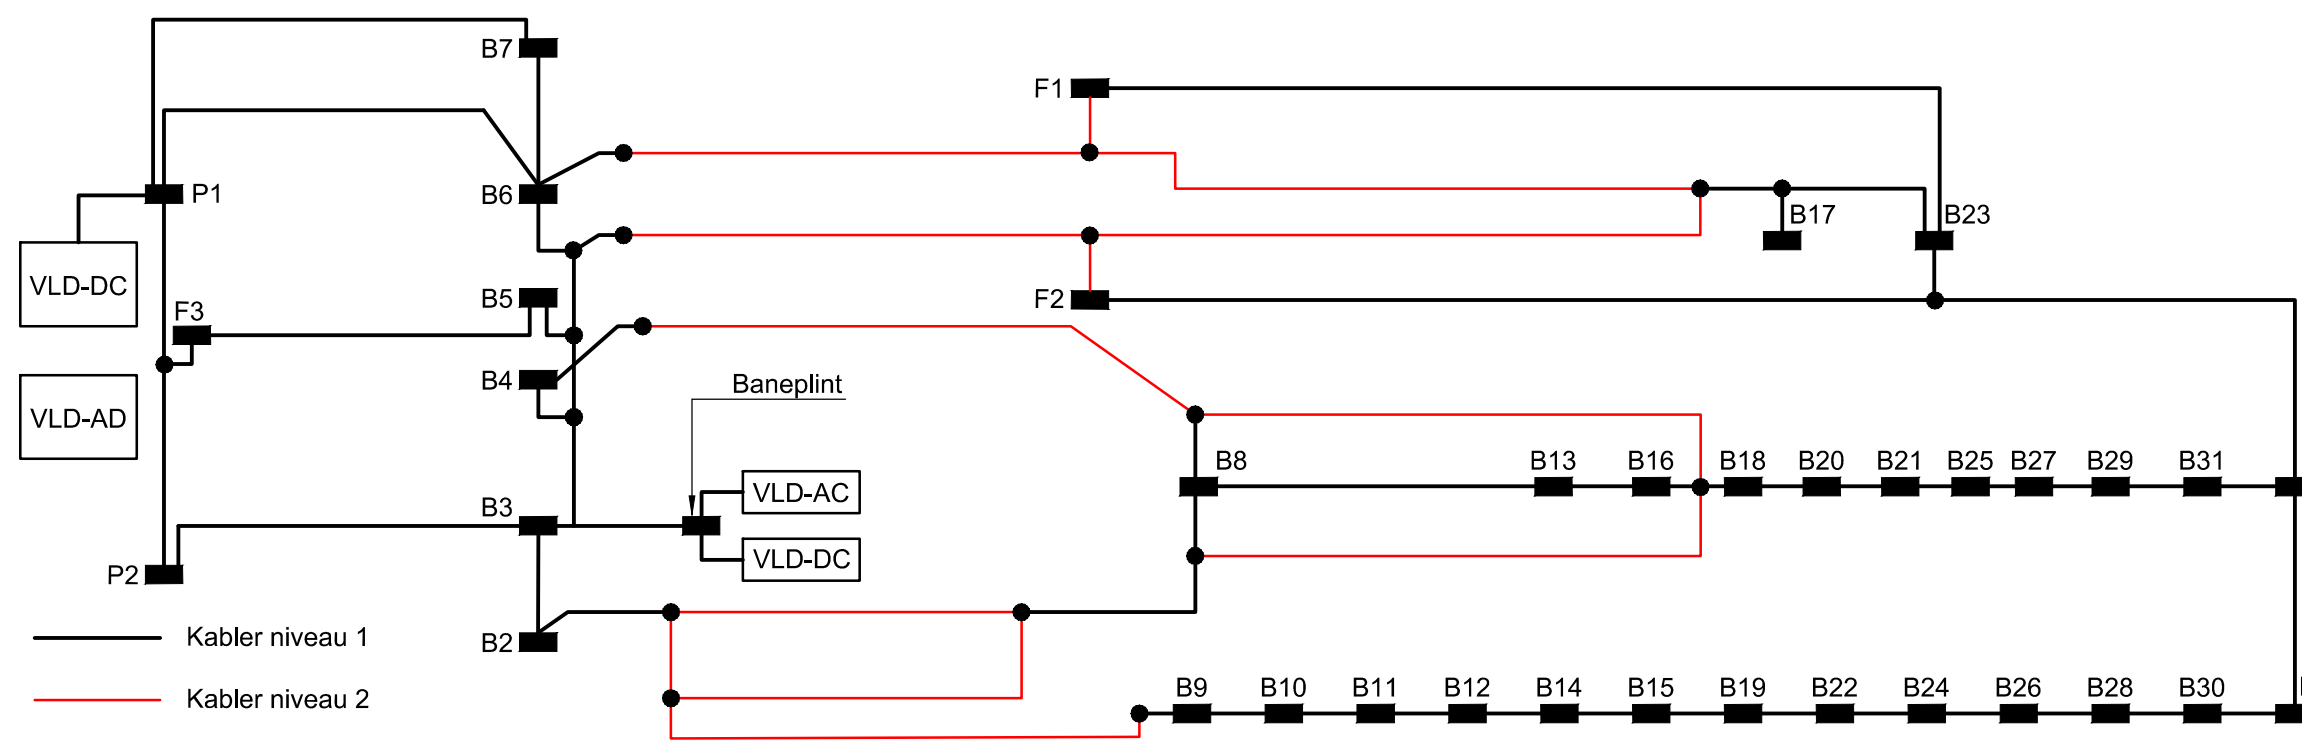 B7
F1
P1
B6
B17
B23
VLD-DC
F3
B5
F2
B4
Baneplint
VLD-AD
B8
B13
B16
B18
B20
B21
B25
B27
B29
B31
B3
VLD-AC
VLD-DC
P2
Kabler niveau 1
B2
Kabler niveau 2
B9
B10
B11
B12
B14
B15
B19
B22
B24
B26
B28
B30